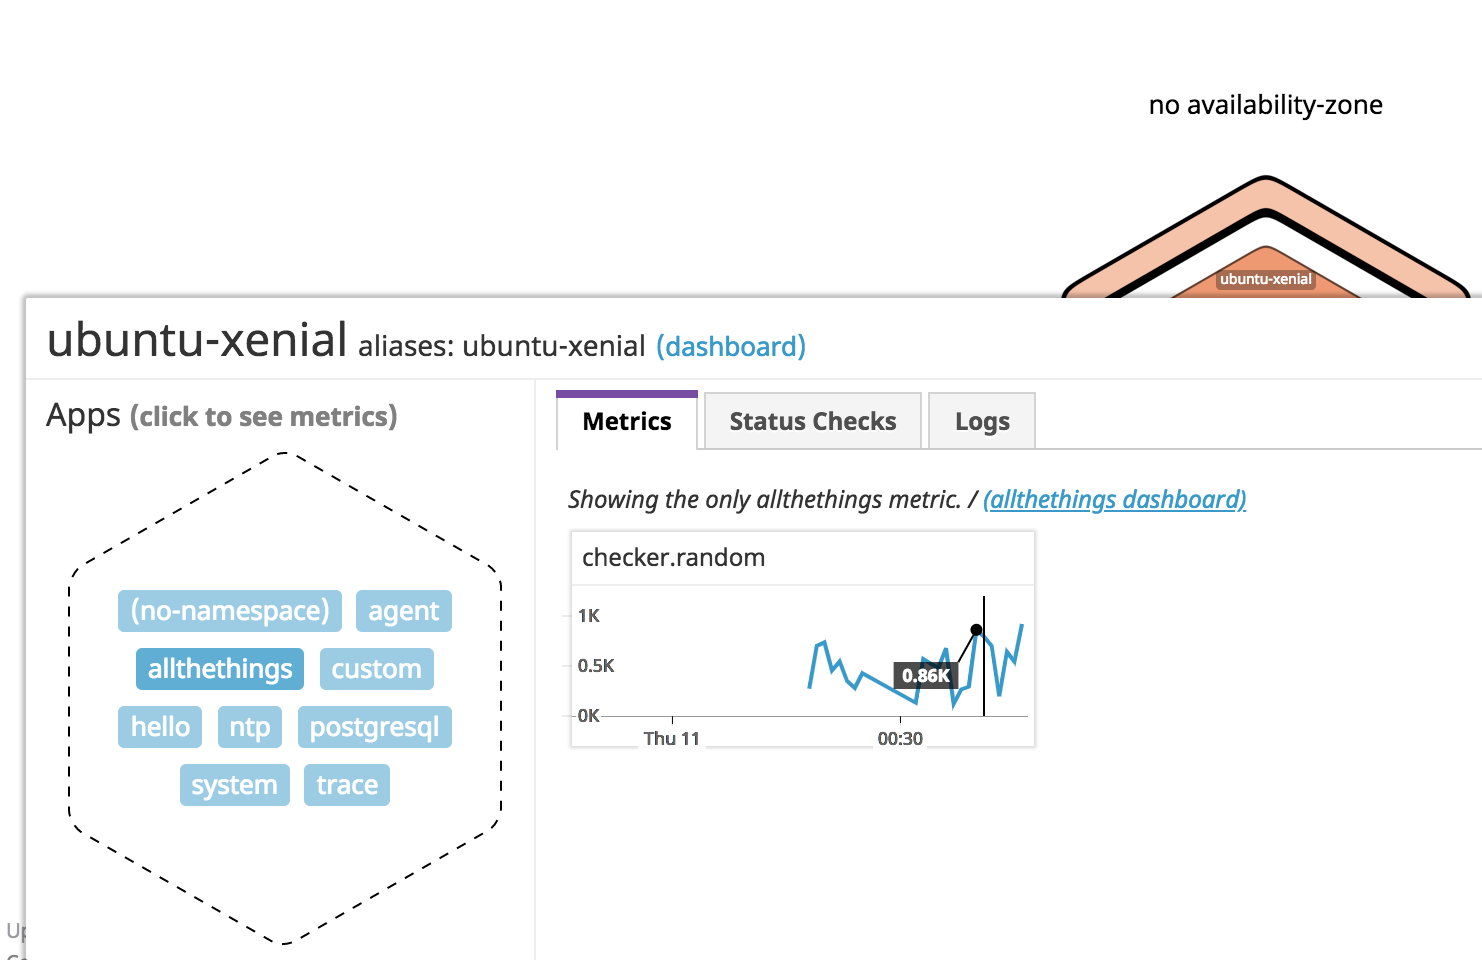 no availability-zone
ubuntu-xenial
ubuntu-xenial aliases: ubuntu-xenial (dashboard)
Apps (click to see metrics)
(no-namespace) agent
allthethings custom
hello ntp postgresql
system trace
Metrics Status Checks Logs
Showing the only allthethings metric. / (allthethings dashboard)
checker.random
1K
0.5K
0.86K
0K
Thu 11 00:30